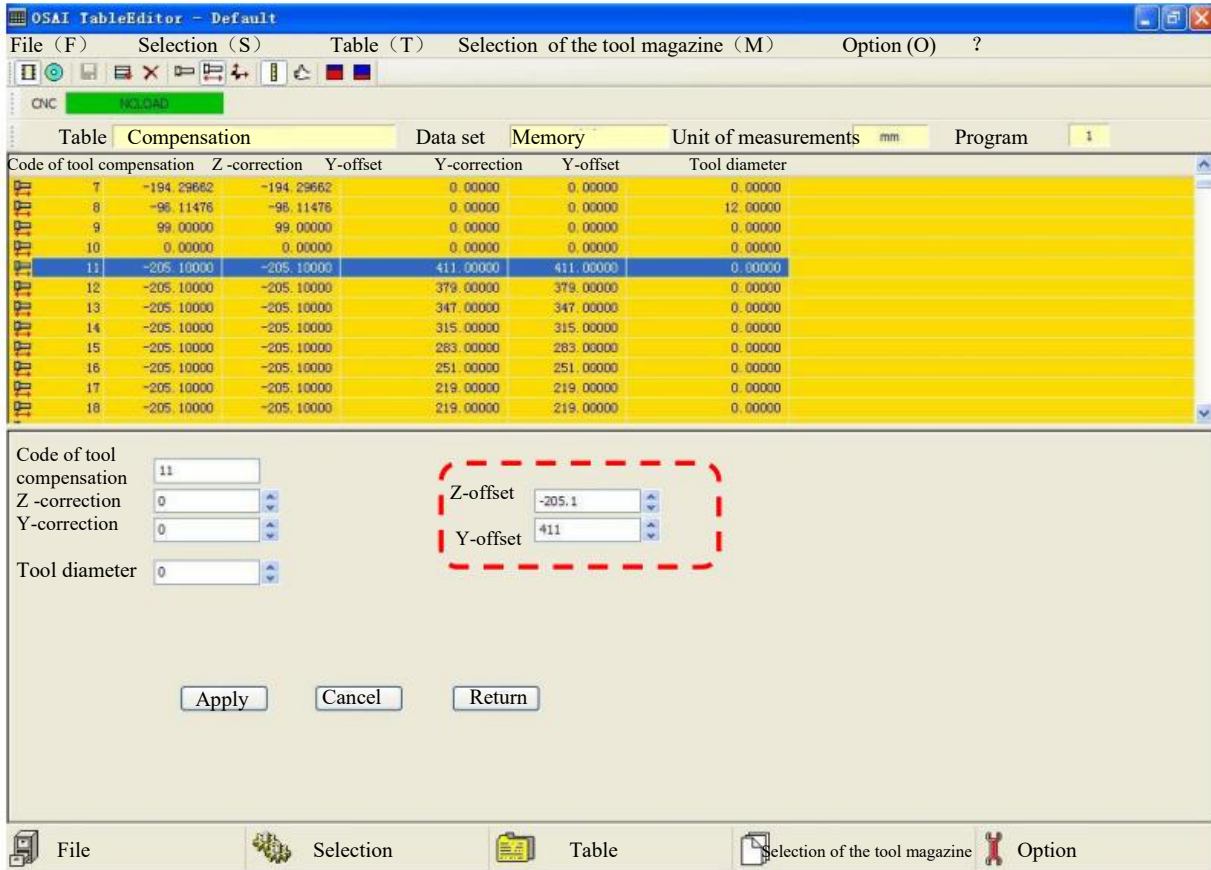 OSAI TableEditor - Default
File（F） Selection（S） Table（T） Selection of the tool magazine（M） Option (O) ?
CNC NCLOAD
Table Compensation Data set Memory Unit of measurements mm Program 1
Code of tool compensation Z -correction Y-offset Y-correction Y-offset Tool diameter
7 -194.29662 -194.29662 0.00000 0.00000 0.00000
8 -96.11476 -96.11476 0.00000 0.00000 12.00000
9 99.00000 99.00000 0.00000 0.00000 0.00000
10 0.00000 0.00000 0.00000 0.00000 0.00000
11 -205.10000 -205.10000 411.00000 411.00000 0.00000
12 -205.10000 -205.10000 379.00000 379.00000 0.00000
13 -205.10000 -205.10000 347.00000 347.00000 0.00000
14 -205.10000 -205.10000 315.00000 315.00000 0.00000
15 -205.10000 -205.10000 283.00000 283.00000 0.00000
16 -205.10000 -205.10000 251.00000 251.00000 0.00000
17 -205.10000 -205.10000 219.00000 219.00000 0.00000
18 -205.10000 -205.10000 219.00000 219.00000 0.00000
Code of tool
compensation 11
Z -correction 0 Z-offset -205.1
Y-correction 0 Y-offset 411
Tool diameter 0
Apply Cancel Return
File Selection Table Selection of the tool magazine Option